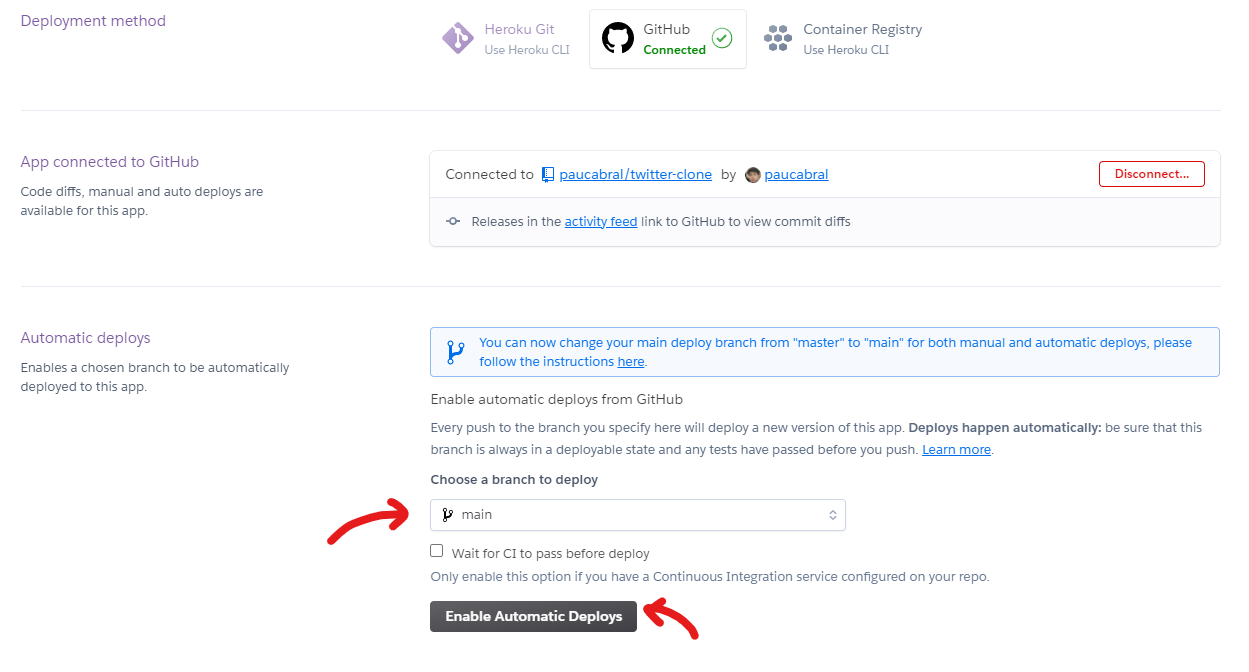 Deployment method
Heroku Git
Use Heroku CLI
GitHub
Connected
Container Registry
Use Heroku CLI
App connected to GitHub
Code diffs, manual and auto deploys are
available for this app.
Connected to paucabral/twitter-clone by paucabral
Disconnect...
Releases in the activity feed link to GitHub to view commit diffs
Automatic deploys
Enables a chosen branch to be automatically
deployed to this app.
You can now change your main deploy branch from "master" to "main" for both manual and automatic deploys, please
follow the instructions here.
Enable automatic deploys from GitHub
Every push to the branch you specify here will deploy a new version of this app. Deploys happen automatically: be sure that this
branch is always in a deployable state and any tests have passed before you push. Learn more.
Choose a branch to deploy
main
Wait for CI to pass before deploy
Only enable this option if you have a Continuous Integration service configured on your repo.
Enable Automatic Deploys